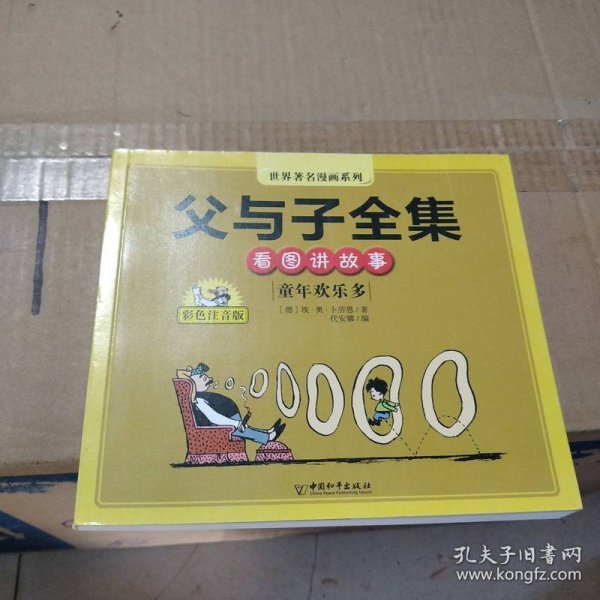 世界著名漫画系列
父与子全集
看图讲故事
童年欢乐多
彩色注音版
[德]埃·奥·卜劳恩/著
代安娜/编
中国和平出版社
China Peace Publishing House
孔夫子旧书网
www.kongfz.com